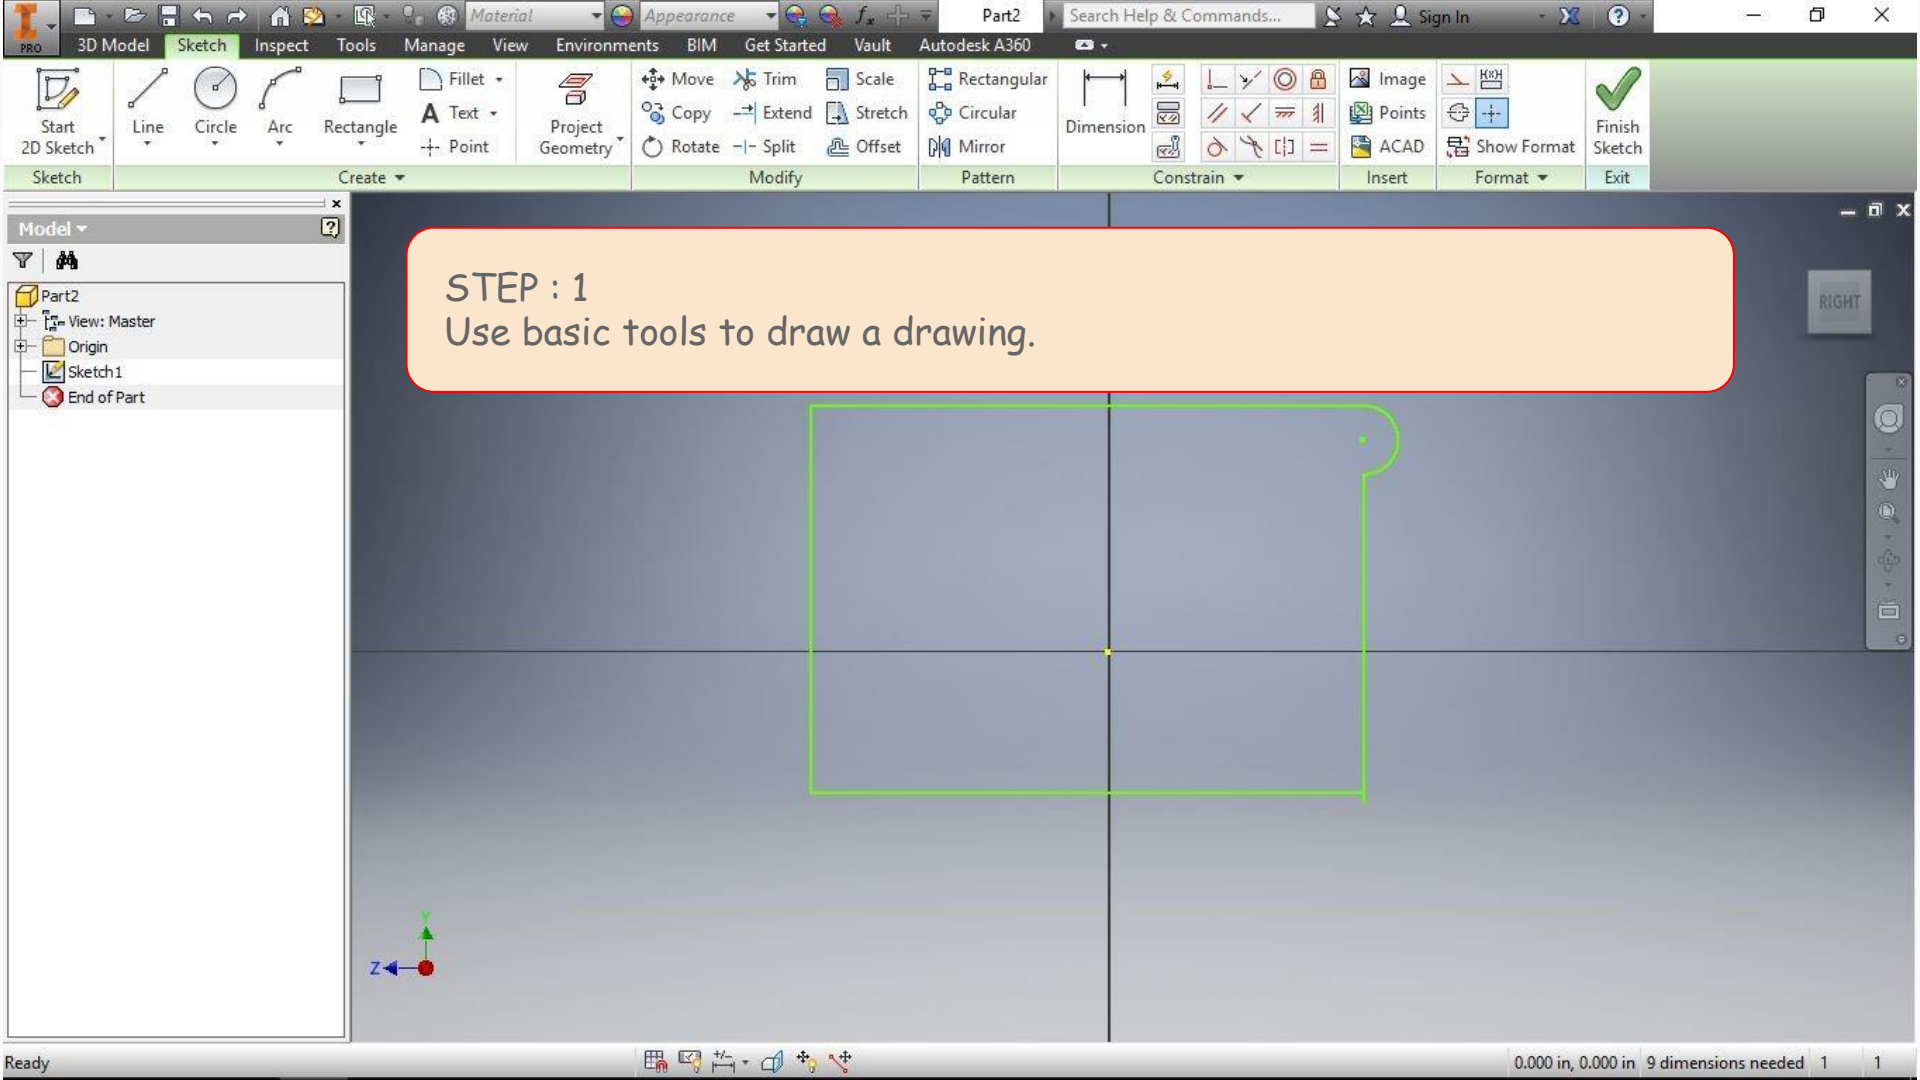 Material
Appearance
fx
Part2
Search Help & Commands...
Sign In
PRO
3D Model
Sketch
Inspect
Tools
Manage
View
Environments
BIM
Get Started
Vault
Autodesk A360
Start
2D Sketch
Line
Circle
Arc
Rectangle
Fillet
A Text
Point
Project
Geometry
Move
Copy
Rotate
Trim
Extend
Split
Scale
Stretch
Offset
Rectangular
Circular
Mirror
Dimension
Image
Points
ACAD
Show Format
Finish
Sketch
Sketch
Create
Modify
Pattern
Constrain
Insert
Format
Exit
Model
Part2
View: Master
Origin
Sketch1
End of Part
STEP : 1
Use basic tools to draw a drawing.
RIGHT
Y
Z
Ready
0.000 in, 0.000 in 9 dimensions needed 1 1